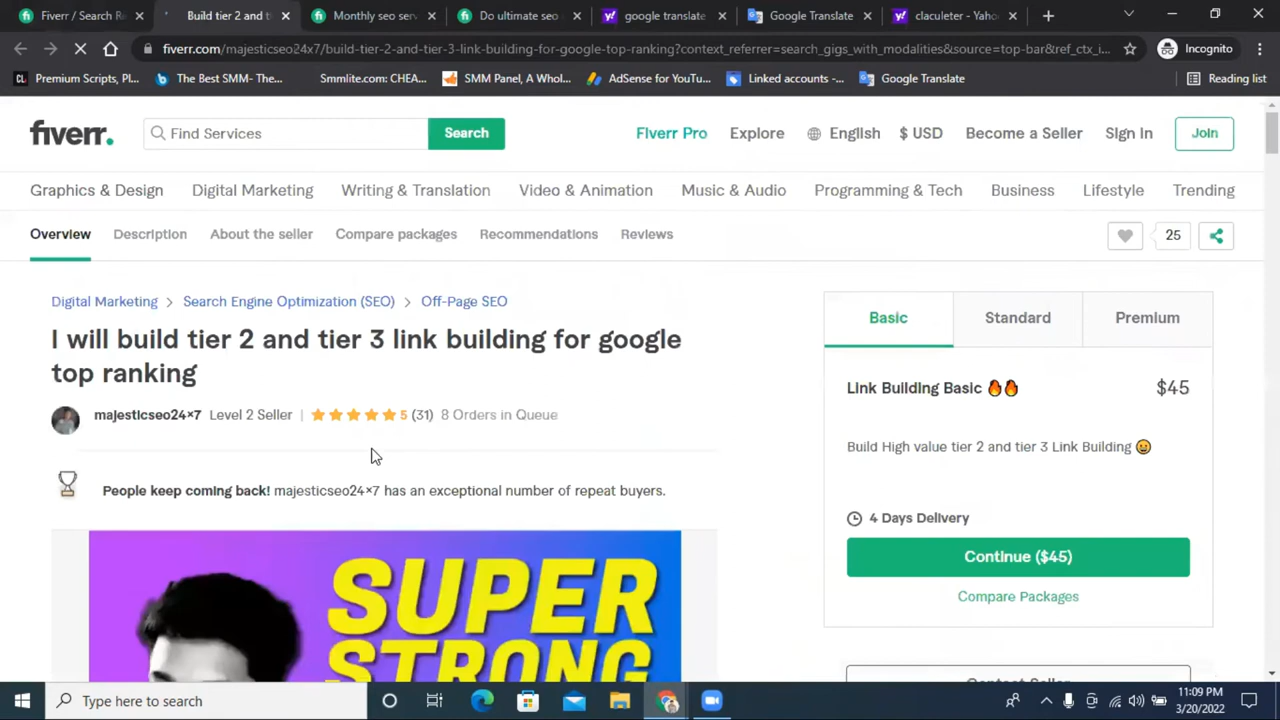 Fiverr / Search R
Build tier 2 and t
Monthly seo ser
Do ultimate seo
google translate
Google Translate
claculeter - Yaho
fiverr.com/majesticseo24x7/build-tier-2-and-tier-3-link-building-for-google-top-ranking?context_referrer=search_gigs_with_modalities&source=top-bar&ref_ctx_i...
Incognito
Premium Scripts, Pl...
The Best SMM- The...
Smmlite.com: CHEA...
SMM Panel, A Whol...
AdSense for YouTu...
Linked accounts -...
Google Translate
Reading list
fiverr.
Find Services
Search
Fiverr Pro
Explore
English
$ USD
Become a Seller
Sign In
Join
Graphics & Design
Digital Marketing
Writing & Translation
Video & Animation
Music & Audio
Programming & Tech
Business
Lifestyle
Trending
Overview
Description
About the seller
Compare packages
Recommendations
Reviews
25
Digital Marketing > Search Engine Optimization (SEO) > Off-Page SEO
I will build tier 2 and tier 3 link building for google
top ranking
majesticseo24x7 Level 2 Seller | 5 (31) 8 Orders in Queue
People keep coming back! majesticseo24x7 has an exceptional number of repeat buyers.
SUPER
STRONG
Basic
Standard
Premium
Link Building Basic 🔥🔥 $45
Build High value tier 2 and tier 3 Link Building 😀
4 Days Delivery
Continue ($45)
Compare Packages
Contact Seller
Type here to search
11:09 PM
3/20/2022